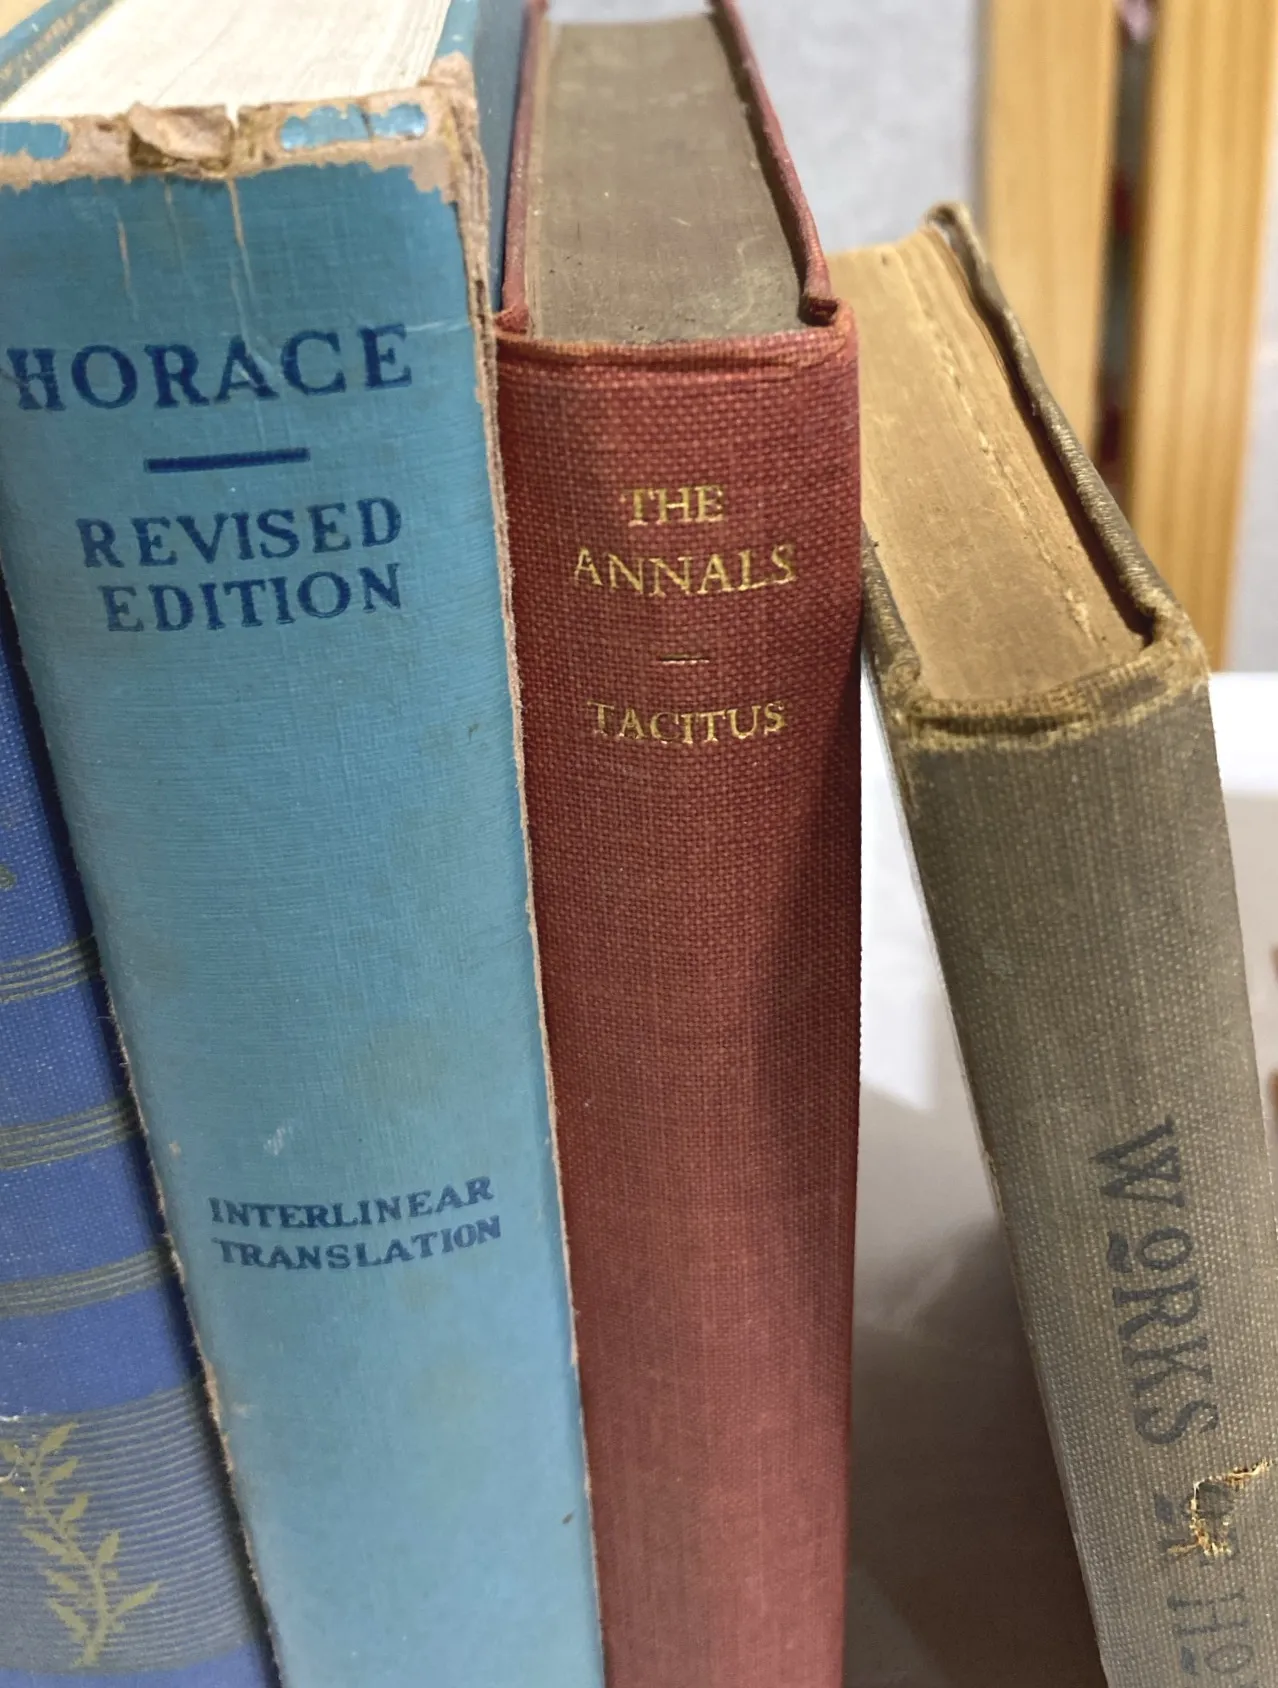 HORACE
REVISED
EDITION
INTERLINEAR
TRANSLATION
THE
ANNALS
TACITUS
WORKS